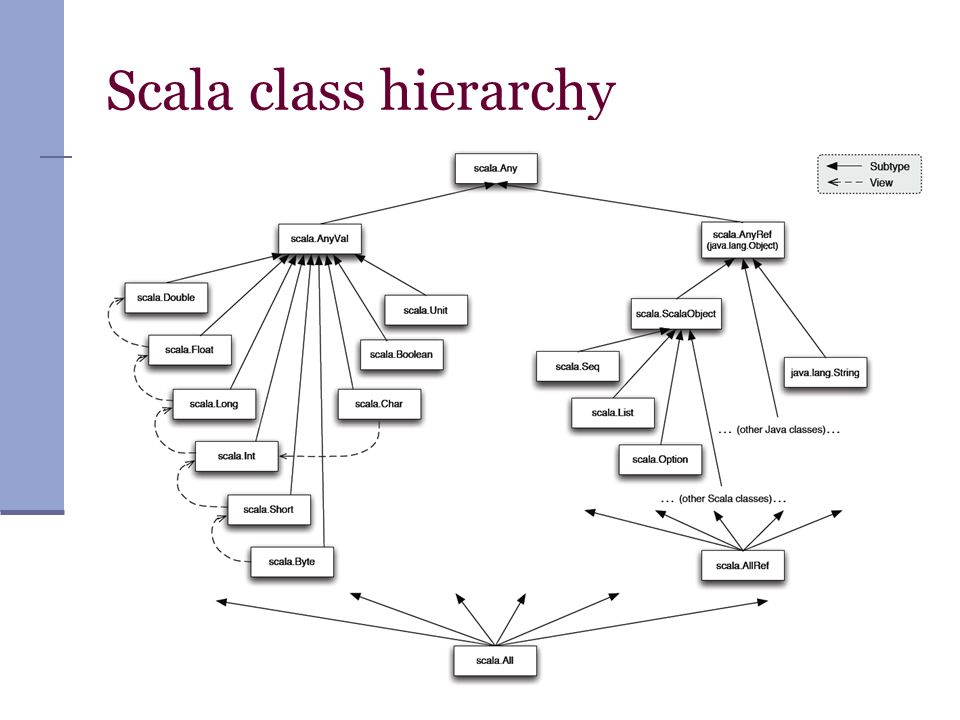 Scala class hierarchy
scala.Any
Subtype
View
scala.AnyVal
scala.AnyRef
(java.lang.Object)
scala.Double
scala.Unit
scala.ScalaObject
scala.Float
scala.Boolean
scala.Seq
java.lang.String
scala.Long
scala.Char
scala.List
... (other Java classes)...
scala.Int
scala.Option
... (other Scala classes)...
scala.Short
scala.Byte
scala.AllRef
scala.All